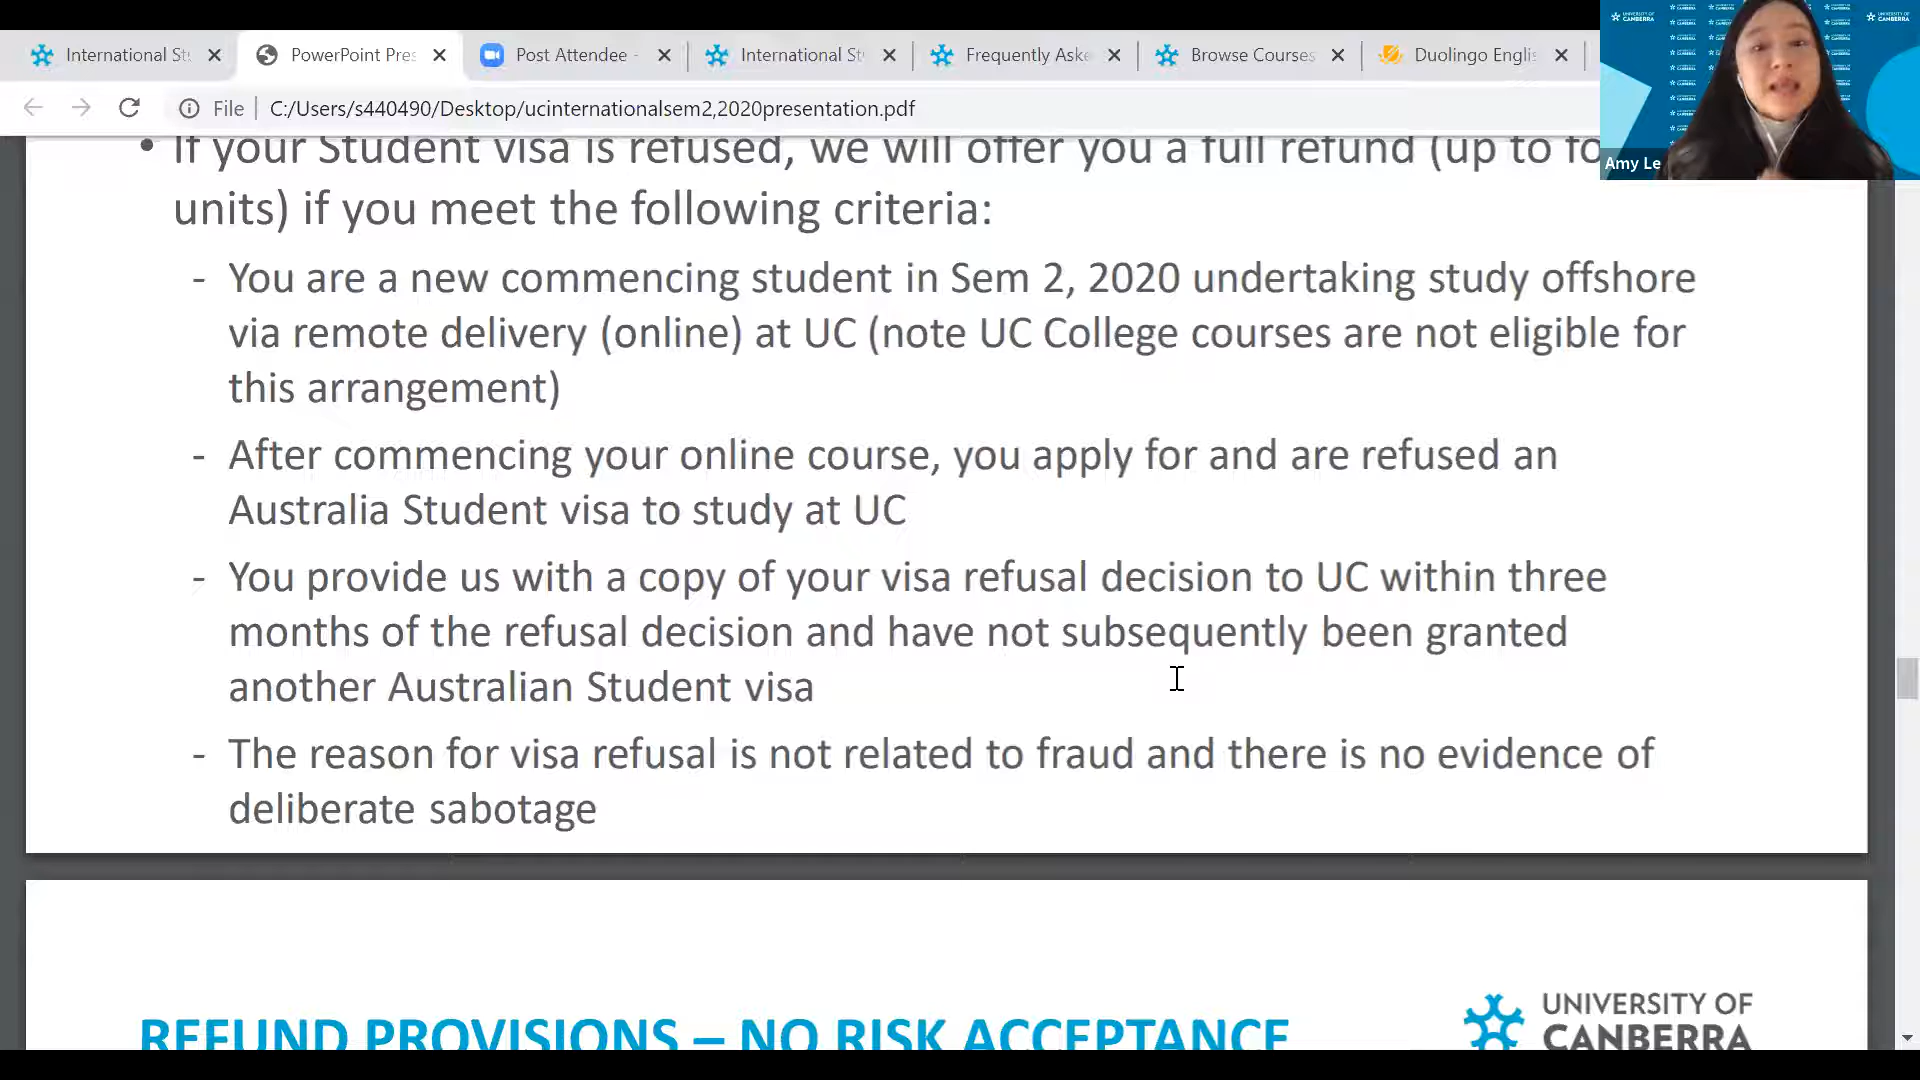 International St
PowerPoint Pres
Post Attendee -
International St
Frequently Aske
Browse Courses
Duolingo Englis
File
C:/Users/s440490/Desktop/ucinternationalsem2,2020presentation.pdf
UNIVERSITY OF
CANBERRA
Amy Le
• If your Student visa is refused, we will offer you a full refund (up to fo
units) if you meet the following criteria:
- You are a new commencing student in Sem 2, 2020 undertaking study offshore
via remote delivery (online) at UC (note UC College courses are not eligible for
this arrangement)
- After commencing your online course, you apply for and are refused an
Australia Student visa to study at UC
- You provide us with a copy of your visa refusal decision to UC within three
months of the refusal decision and have not subsequently been granted
another Australian Student visa
- The reason for visa refusal is not related to fraud and there is no evidence of
deliberate sabotage
REFUND PROVISIONS – NO RISK ACCEPTANCE
UNIVERSITY OF
CANBERRA